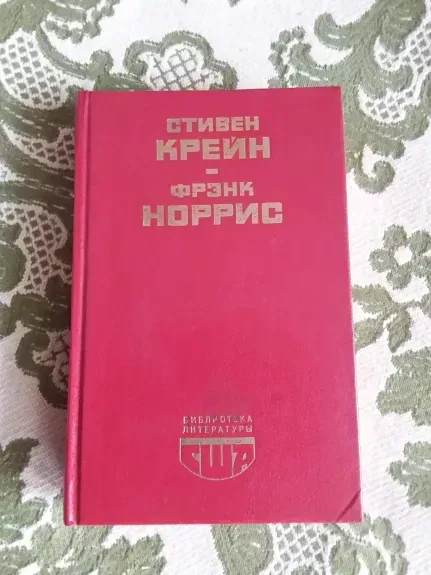 СТИВЕН
КРЕЙН
-
ФРЭНК
НОРРИС
БИБЛИОТЕКА
ЛИТЕРАТУРЫ
США